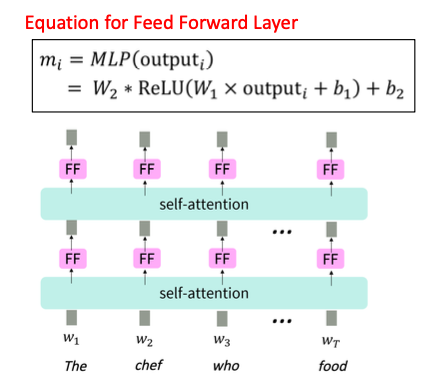 Equation for Feed Forward Layer
mᵢ = MLP(outputᵢ)
= W₂ * ReLU(W₁ × outputᵢ + b₁) + b₂
FF FF FF FF
self-attention
...
FF FF FF FF
self-attention
...
w₁ w₂ w₃ w_T
The chef who food